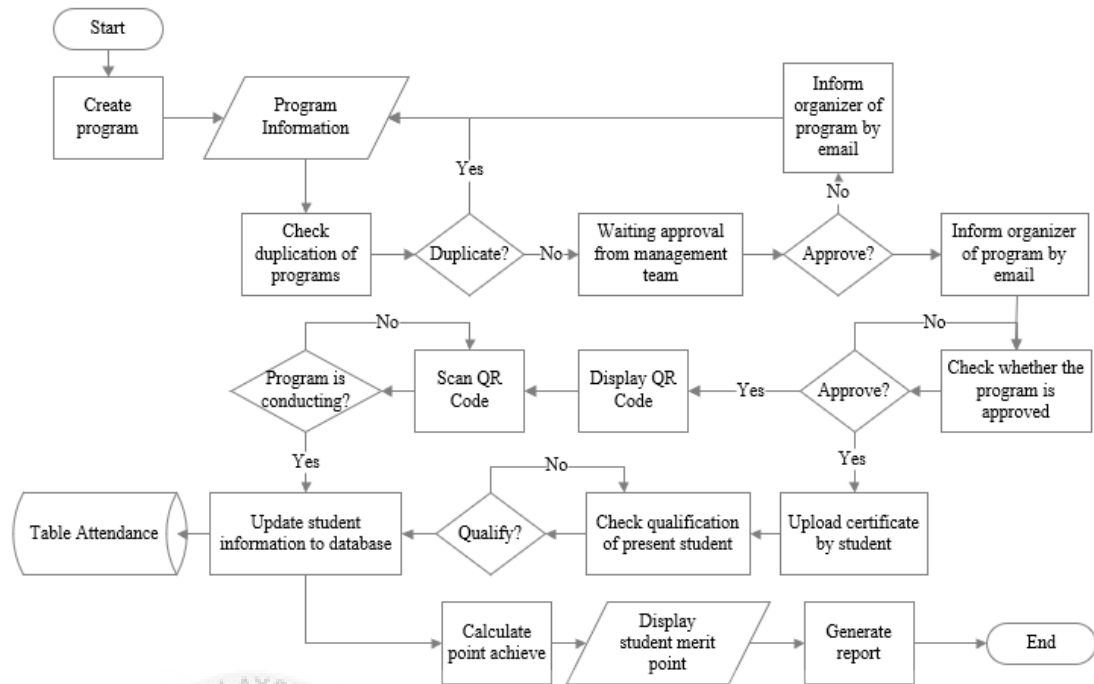 Start
Create
program
Program
Information
Inform
organizer of
program by
email
Yes
No
Check
duplication of
programs
Duplicate?
No
Waiting approval
from management
team
Approve?
Inform organizer
of program by
email
No
No
Program is
conducting?
Scan QR
Code
Display QR
Code
Yes
Approve?
Check whether the
program is
approved
Yes
Yes
No
Table Attendance
Update student
information to database
Qualify?
Check qualification
of present student
Upload certificate
by student
Calculate
point achieve
Display
student merit
point
Generate
report
End